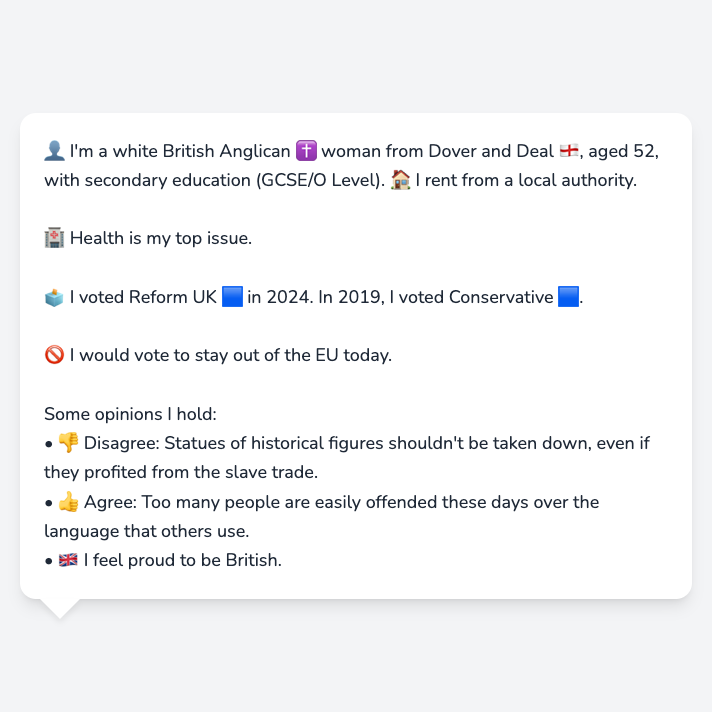 👤 I'm a white British Anglican ✝️ woman from Dover and Deal 🏴󠁧󠁢󠁥󠁮󠁧󠁿, aged 52,
with secondary education (GCSE/O Level). 🏠 I rent from a local authority.
🏥 Health is my top issue.
🗳️ I voted Reform UK 🟦 in 2024. In 2019, I voted Conservative 🟦.
🚫 I would vote to stay out of the EU today.
Some opinions I hold:
• 👎 Disagree: Statues of historical figures shouldn't be taken down, even if
they profited from the slave trade.
• 👍 Agree: Too many people are easily offended these days over the
language that others use.
• 🇬🇧 I feel proud to be British.